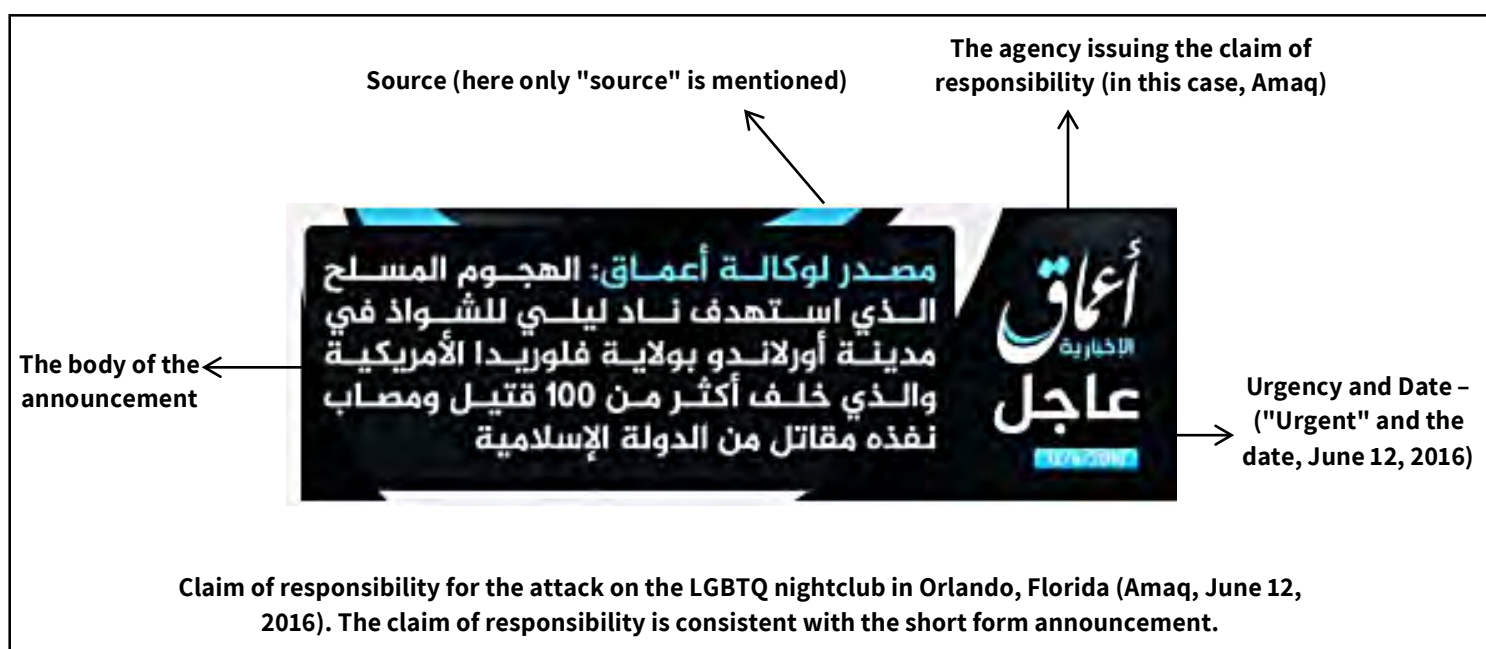 Source (here only "source" is mentioned)
The agency issuing the claim of
responsibility (in this case, Amaq)
أعماق
الإخبارية
عاجل
مصدر لوكالة أعماق: الهجوم المسلح
الذي استهدف ناد ليلي للشواذ في
مدينة أورلاندو بولاية فلوريدا الأمريكية
والذي خلف أكثر من 100 قتيل ومصاب
نفذه مقاتل من الدولة الإسلامية
The body of the
announcement
Urgency and Date –
("Urgent" and the
date, June 12, 2016)
Claim of responsibility for the attack on the LGBTQ nightclub in Orlando, Florida (Amaq, June 12,
2016). The claim of responsibility is consistent with the short form announcement.